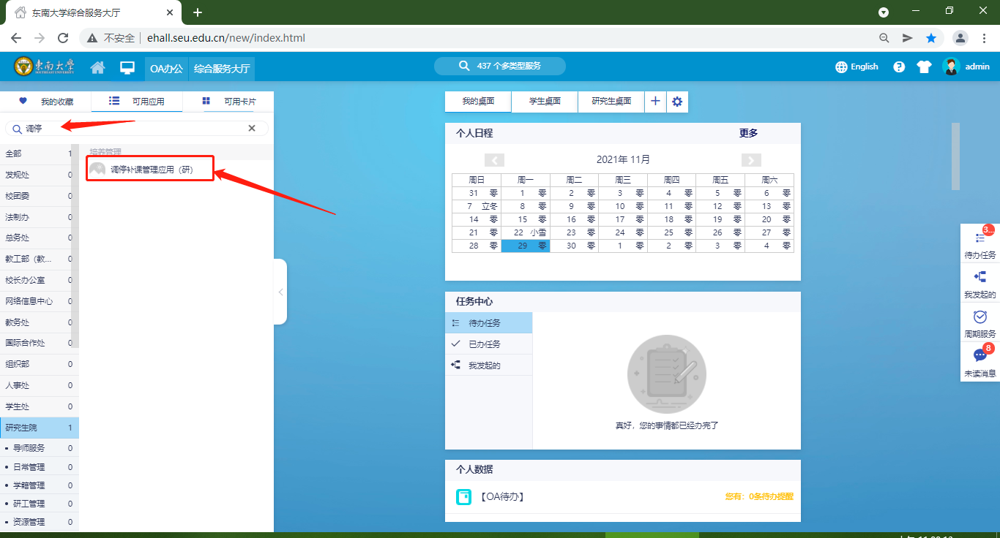 东南大学综合服务大厅
不安全 ehall.seu.edu.cn/new/index.html
東南大學 SOUTHEAST UNIVERSITY OA办公 综合服务大厅 437 个多类型服务 English admin
我的收藏 可用应用 可用卡片
调停
全部 1
发规处 0
校团委 0
法制办 0
总务处 0
教工部（教... 0
校长办公室 0
网络信息中心 0
教务处 0
国际合作处 0
组织部 0
人事处 0
学生处 0
研究生院 1
导师服务 0
日常管理 0
学籍管理 0
研工管理 0
资源管理 0
培养管理
调停补课管理应用（研）
我的桌面 学生桌面 研究生桌面
个人日程 更多
2021年 11月
周日 周一 周二 周三 周四 周五 周六
31 零 1 零 2 零 3 零 4 零 5 零 6 零
7 立冬 8 零 9 零 10 零 11 零 12 零 13 零
14 零 15 零 16 零 17 零 18 零 19 零 20 零
21 零 22 小雪 23 零 24 零 25 零 26 零 27 零
28 零 29 零 30 零 1 零 2 零 3 零 4 零
任务中心
待办任务
已办任务
我发起的
真好，您的事情都已经办完了
个人数据
【OA待办】 您有：0条待办提醒
3...
待办任务
我发起的
周期服务
8
未读消息